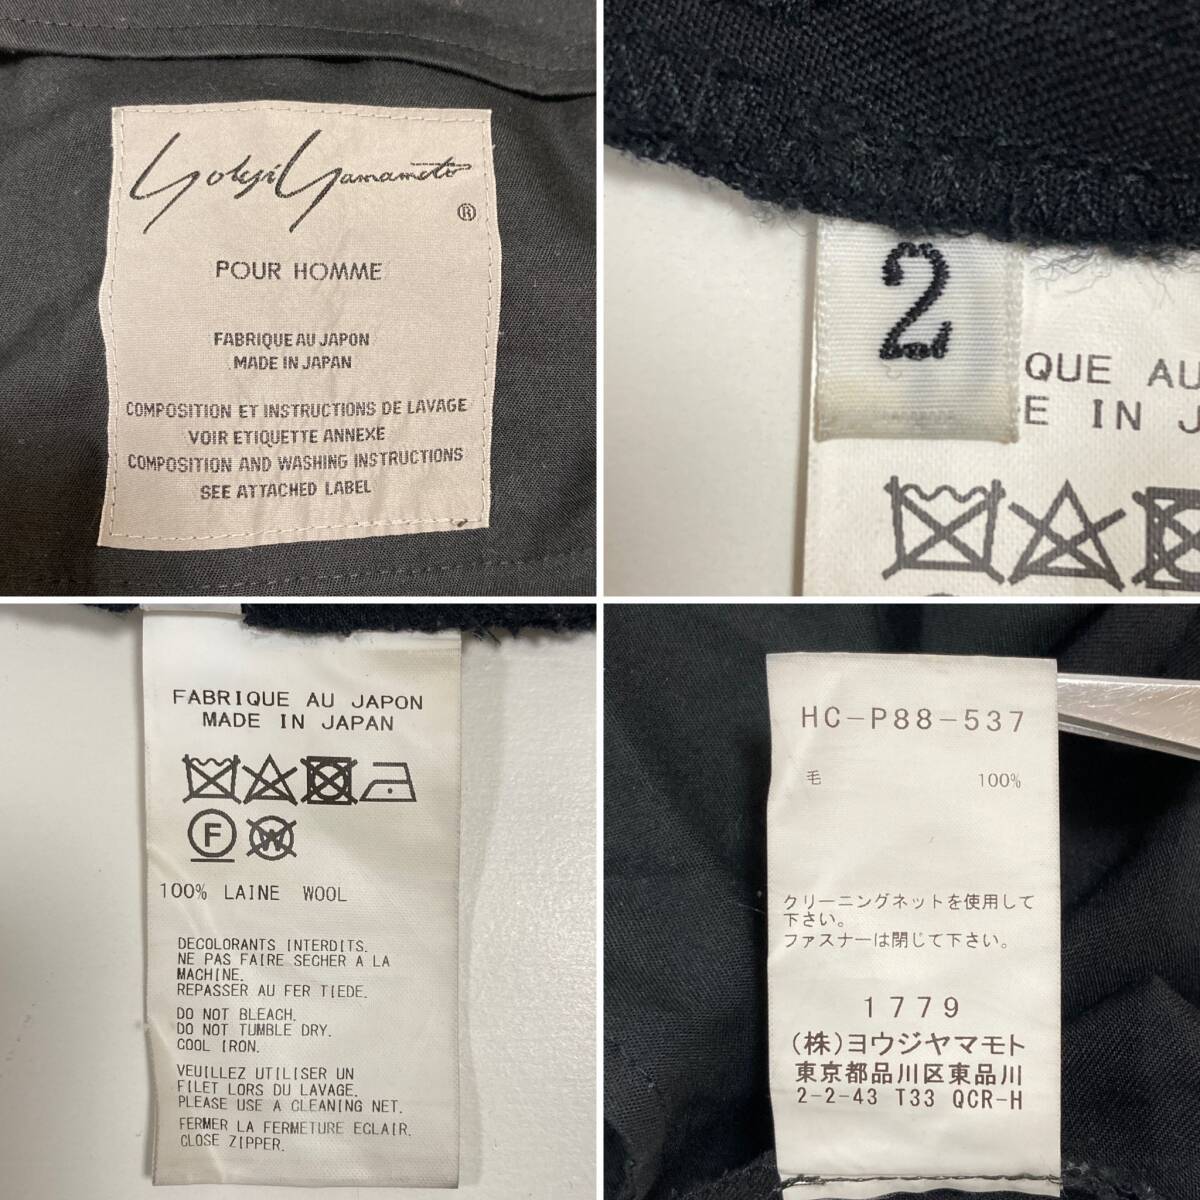 Yohji Yamamoto
®
POUR HOMME
FABRIQUE AU JAPON
MADE IN JAPAN
COMPOSITION ET INSTRUCTIONS DE LAVAGE
VOIR ETIQUETTE ANNEXE
COMPOSITION AND WASHING INSTRUCTIONS
SEE ATTACHED LABEL
2
QUE AU
E IN J
FABRIQUE AU JAPON
MADE IN JAPAN
F W
100% LAINE WOOL
DECOLORANTS INTERDITS.
NE PAS FAIRE SECHER A LA
MACHINE.
REPASSER AU FER TIEDE.
DO NOT BLEACH.
DO NOT TUMBLE DRY.
COOL IRON.
VEUILLEZ UTILISER UN
FILET LORS DU LAVAGE.
PLEASE USE A CLEANING NET.
FERMER LA FERMETURE ECLAIR.
CLOSE ZIPPER.
HC-P88-537
毛 100%
クリーニングネットを使用して
下さい。
ファスナーは閉じて下さい。
1779
(株)ヨウジヤマモト
東京都品川区東品川
2-2-43 T33 QCR-H